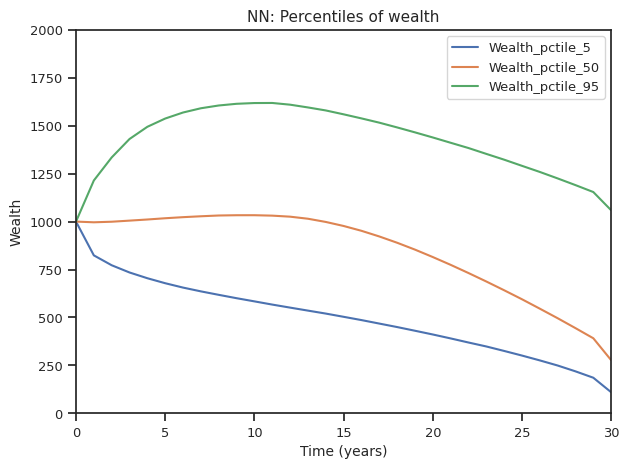 NN: Percentiles of wealth
Wealth_pctile_5
Wealth_pctile_50
Wealth_pctile_95
Wealth
2000
1750
1500
1250
1000
750
500
250
0
0 5 10 15 20 25 30
Time (years)